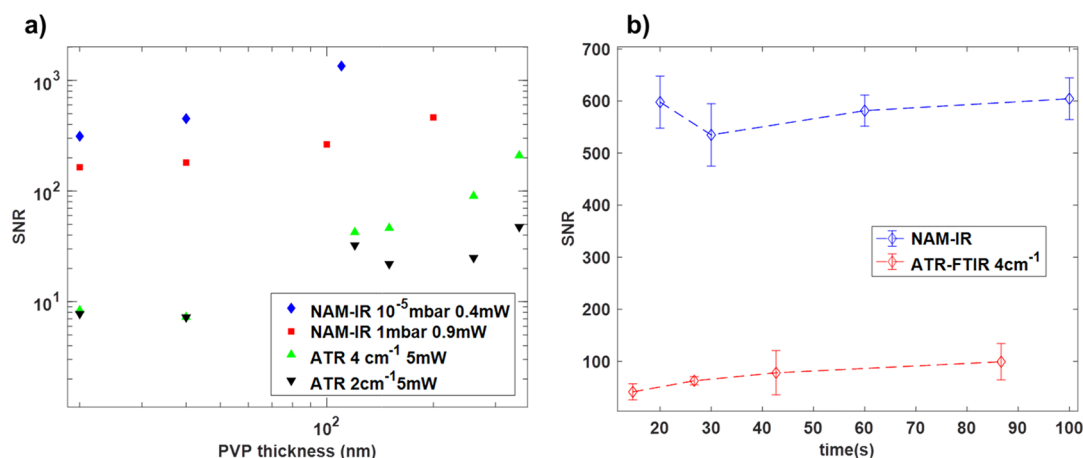 a)
SNR
10³
10²
10¹
10²
PVP thickness (nm)
NAM-IR 10⁻⁵mbar 0.4mW
NAM-IR 1mbar 0.9mW
ATR 4 cm⁻¹ 5mW
ATR 2cm⁻¹5mW
b)
SNR
700
600
500
400
300
200
100
20 30 40 50 60 70 80 90 100
time(s)
NAM-IR
ATR-FTIR 4cm⁻¹